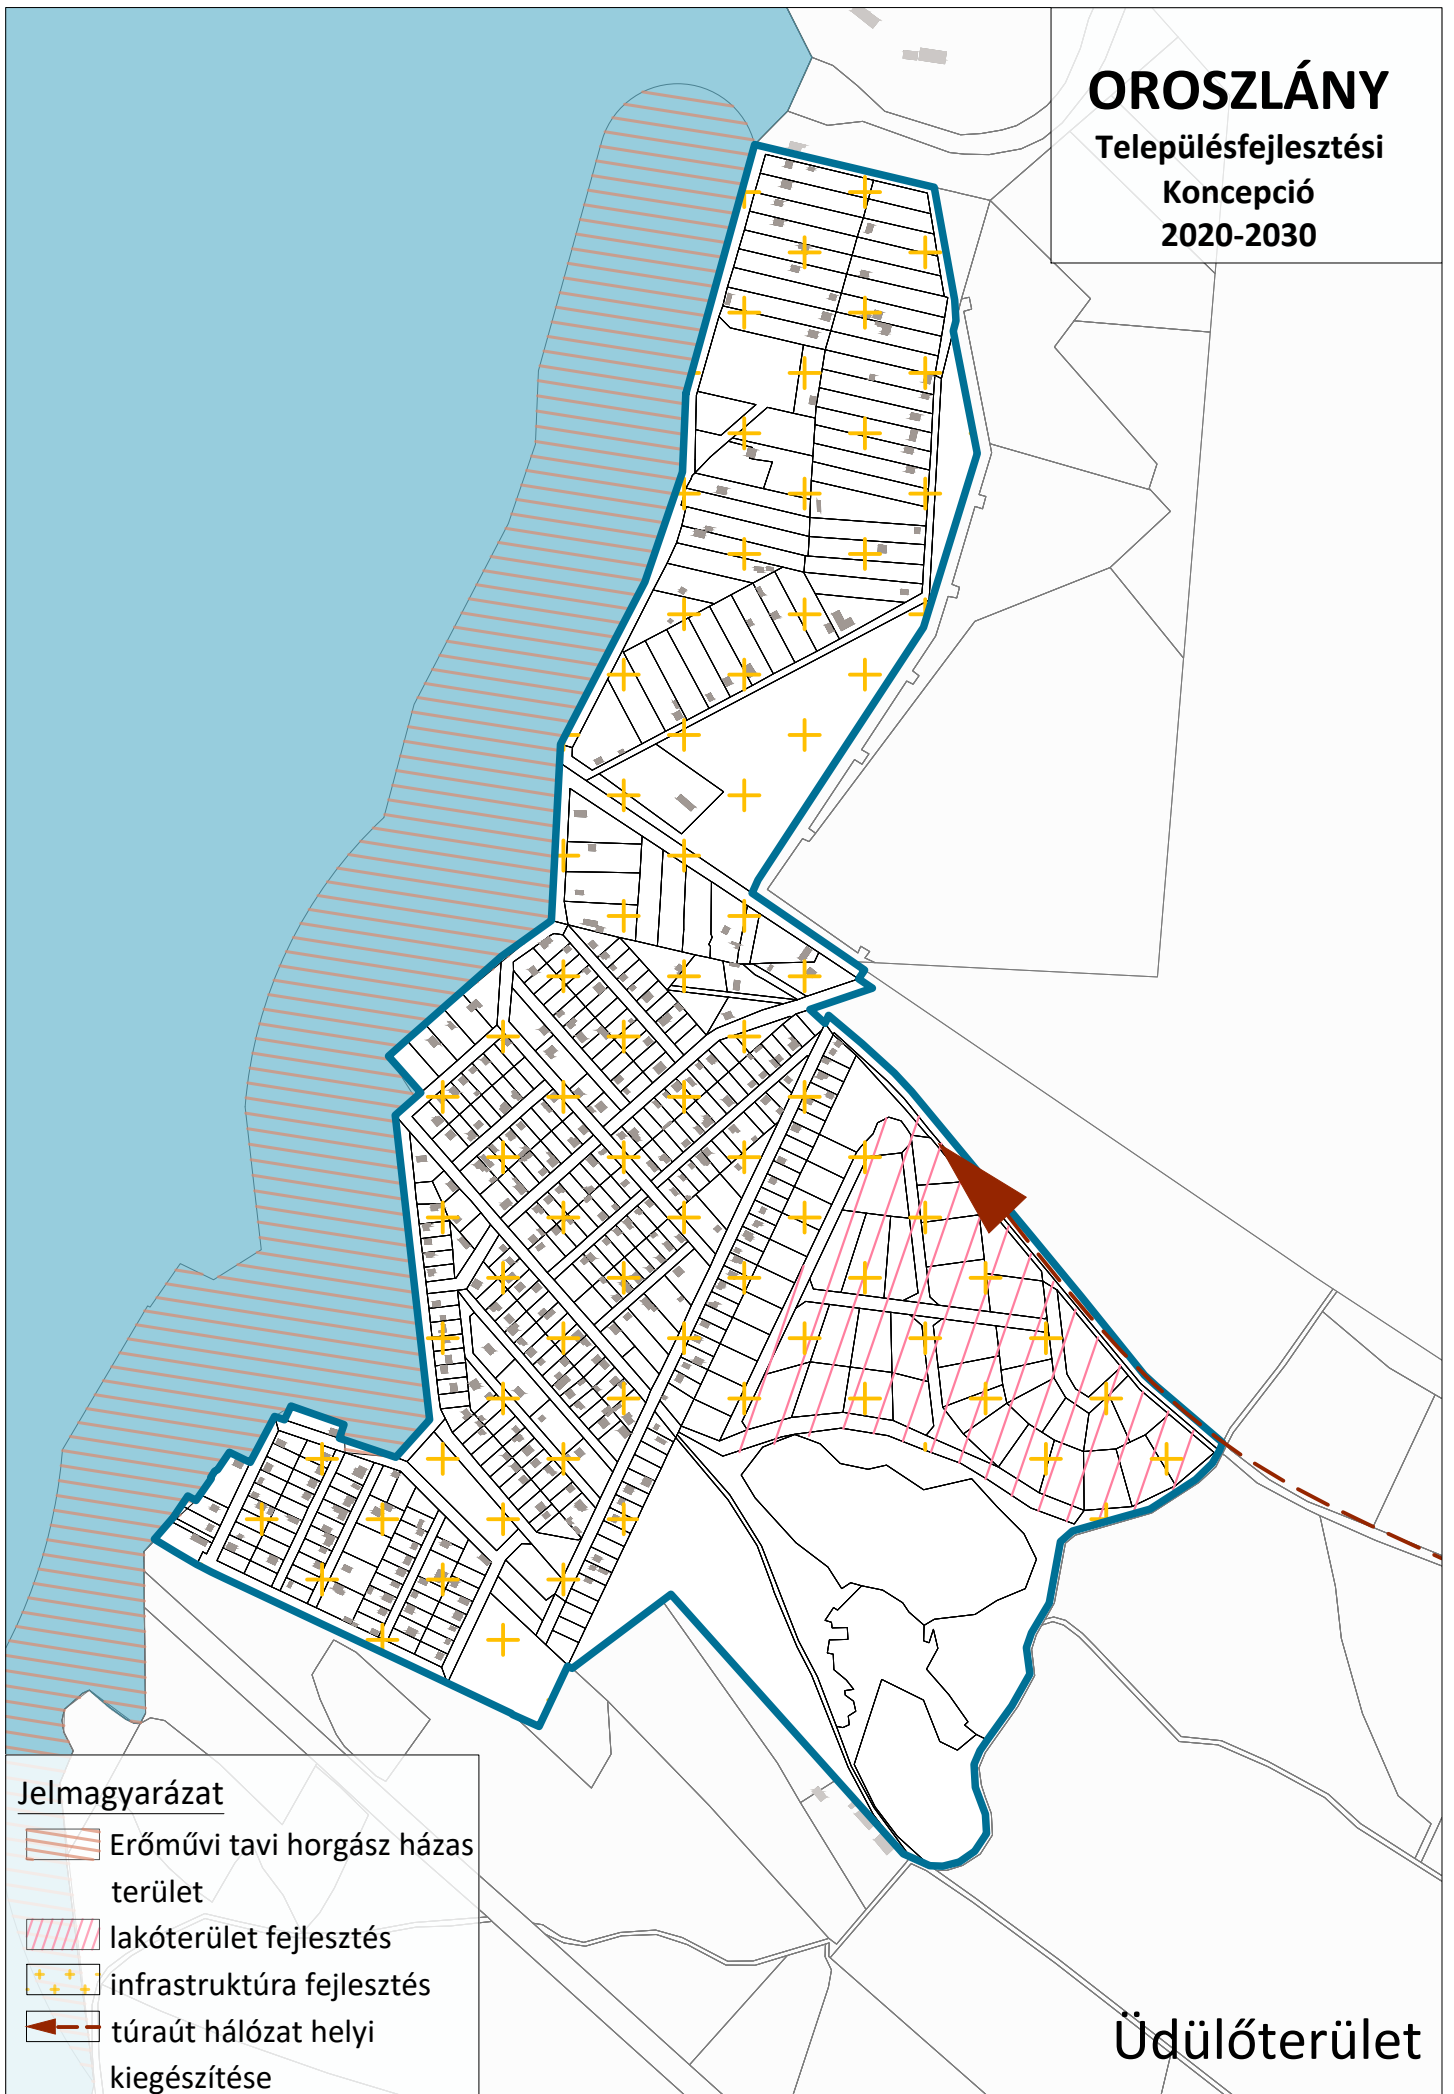 OROSZLÁNY
Településfejlesztési
Koncepció
2020-2030
Jelmagyarázat
Erőművi tavi horgász házas
terület
lakóterület fejlesztés
infrastruktúra fejlesztés
túraút hálózat helyi
kiegészítése
Üdülőterület